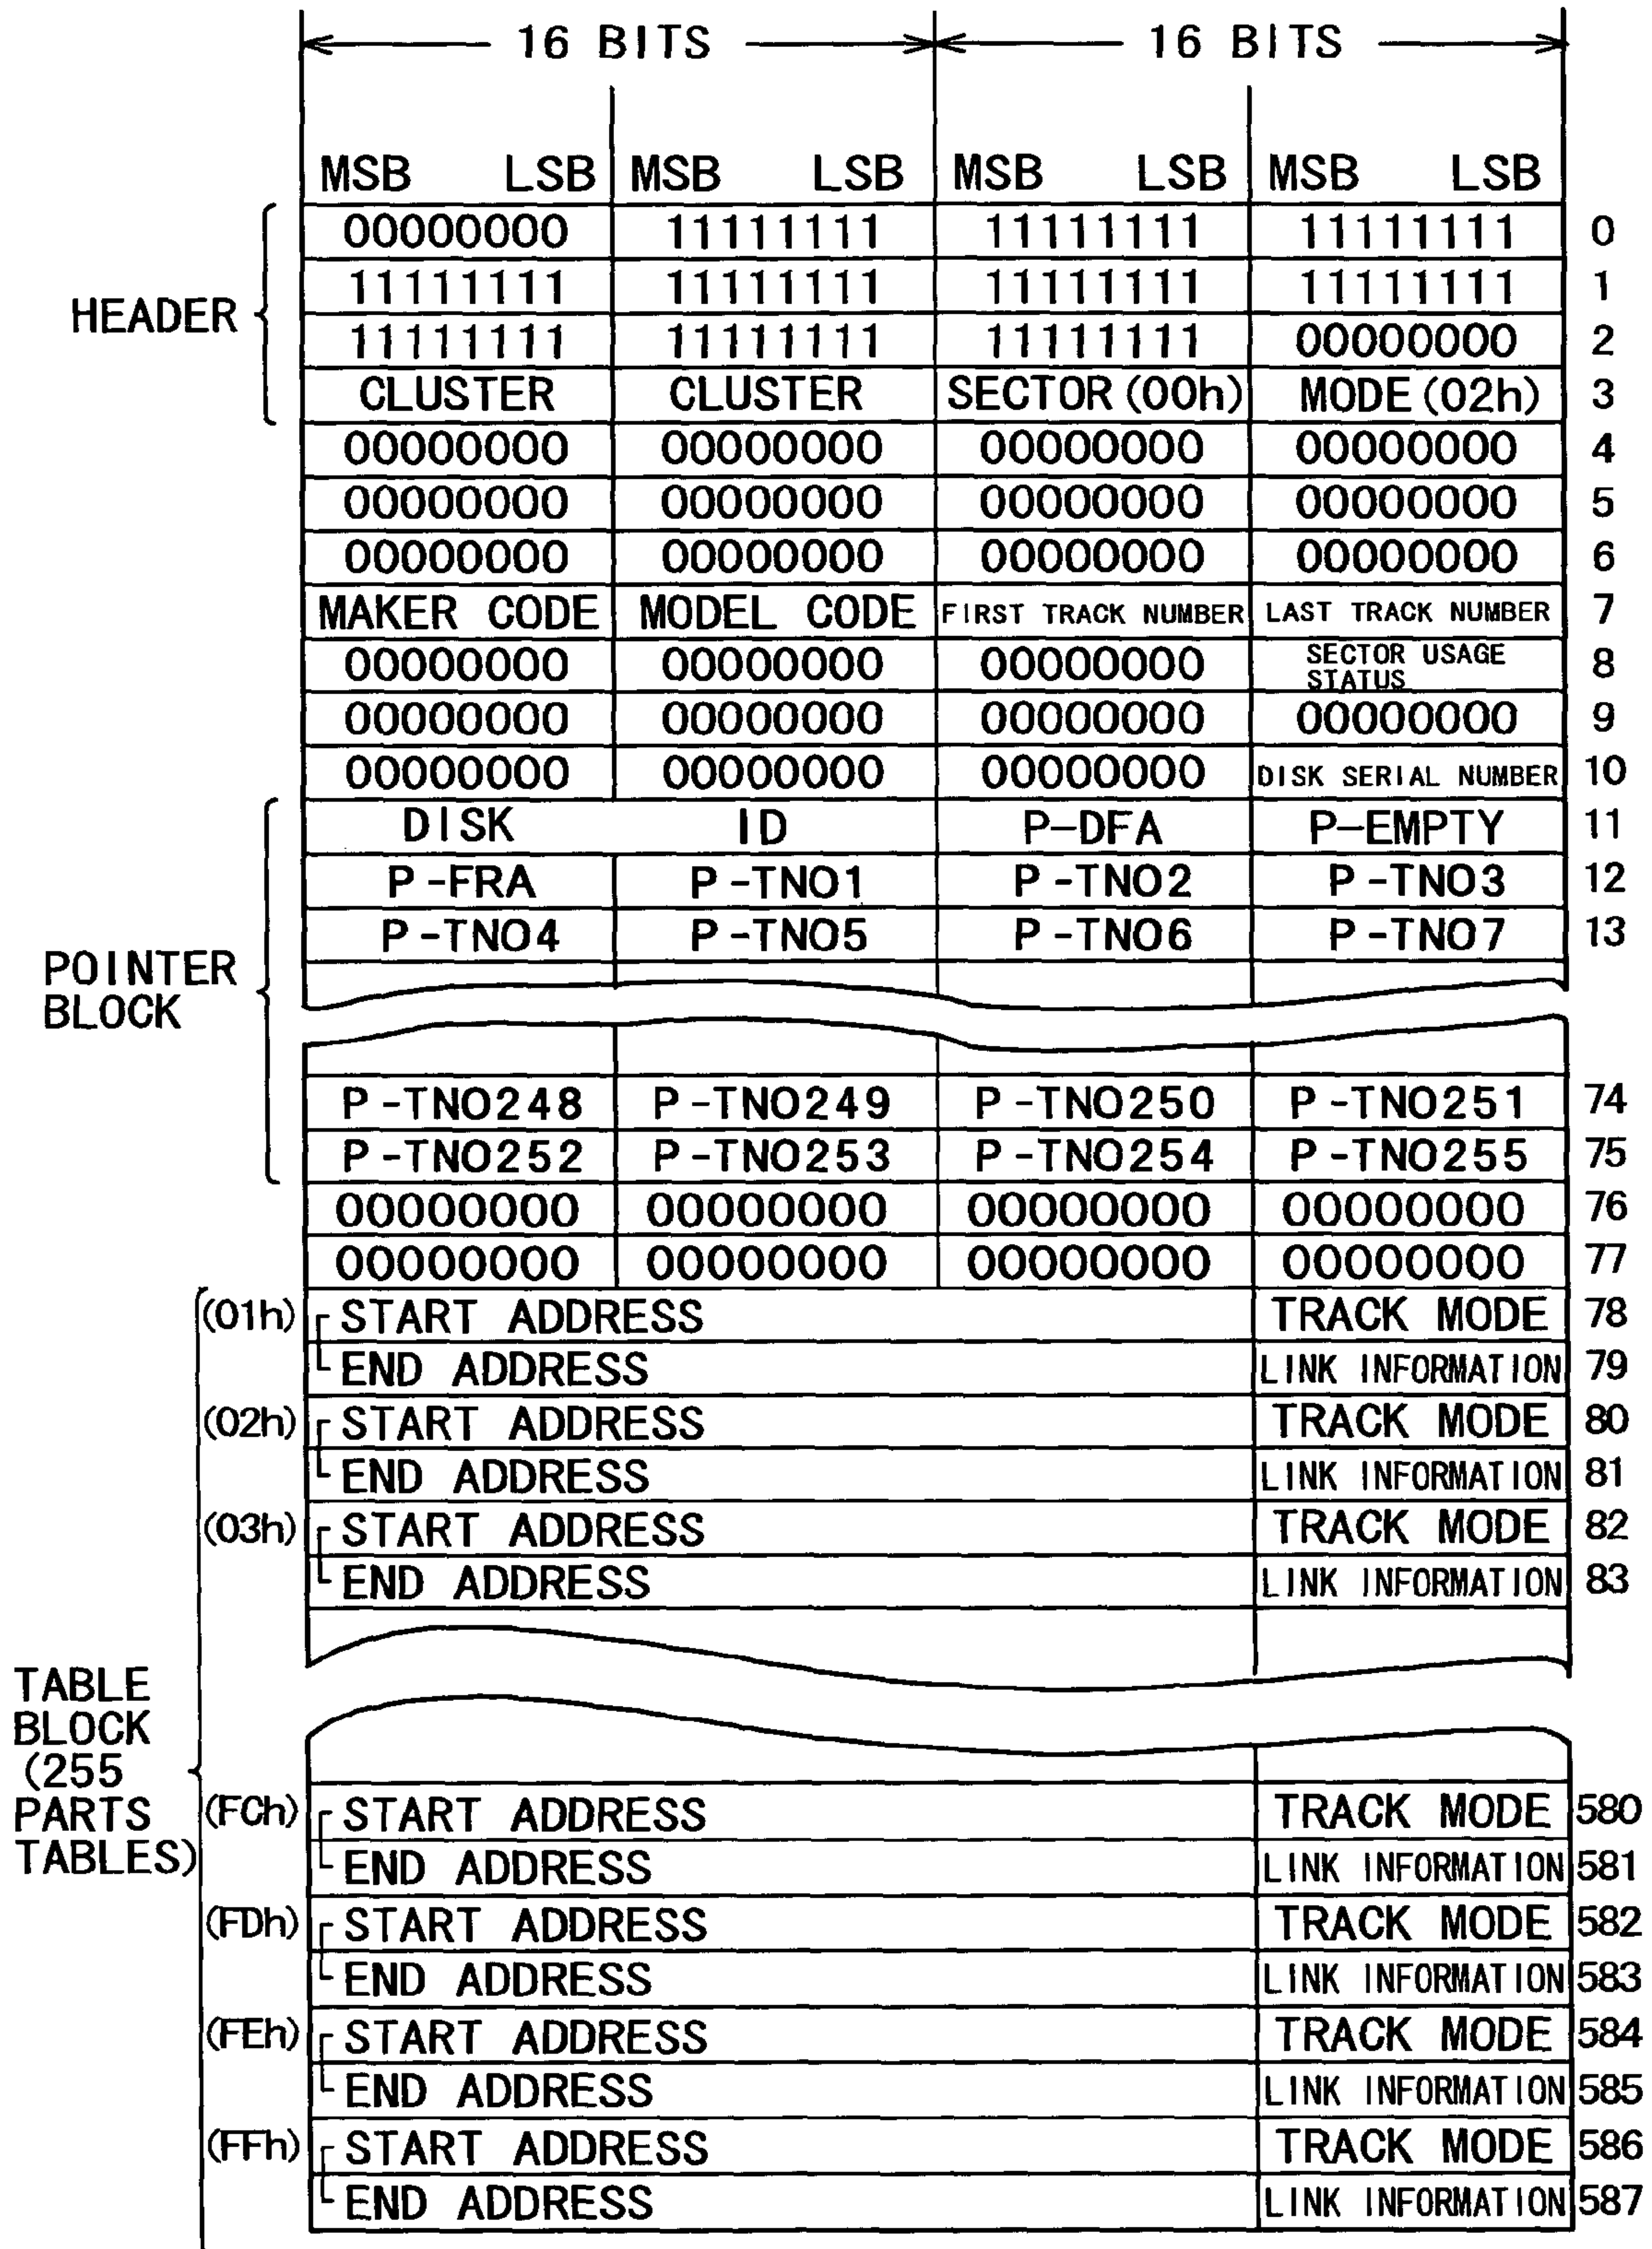 16 BITS 16 BITS
MSB LSB MSB LSB MSB LSB MSB LSB
00000000 11111111 11111111 11111111 0
11111111 11111111 11111111 11111111 1
HEADER
11111111 11111111 11111111 00000000 2
CLUSTER CLUSTER SECTOR (00h) MODE (02h) 3
00000000 00000000 00000000 00000000 4
00000000 00000000 00000000 00000000 5
00000000 00000000 00000000 00000000 6
MAKER CODE MODEL CODE FIRST TRACK NUMBER LAST TRACK NUMBER 7
00000000 00000000 00000000 SECTOR USAGE STATUS 8
00000000 00000000 00000000 00000000 9
00000000 00000000 00000000 DISK SERIAL NUMBER 10
DISK ID P-DFA P-EMPTY 11
P-FRA P-TNO1 P-TNO2 P-TNO3 12
P-TNO4 P-TNO5 P-TNO6 P-TNO7 13
POINTER
BLOCK
P-TNO248 P-TNO249 P-TNO250 P-TNO251 74
P-TNO252 P-TNO253 P-TNO254 P-TNO255 75
00000000 00000000 00000000 00000000 76
00000000 00000000 00000000 00000000 77
(01h) START ADDRESS TRACK MODE 78
END ADDRESS LINK INFORMATION 79
(02h) START ADDRESS TRACK MODE 80
END ADDRESS LINK INFORMATION 81
(03h) START ADDRESS TRACK MODE 82
END ADDRESS LINK INFORMATION 83
TABLE
BLOCK
(255
PARTS
TABLES)
(FCh) START ADDRESS TRACK MODE 580
END ADDRESS LINK INFORMATION 581
(FDh) START ADDRESS TRACK MODE 582
END ADDRESS LINK INFORMATION 583
(FEh) START ADDRESS TRACK MODE 584
END ADDRESS LINK INFORMATION 585
(FFh) START ADDRESS TRACK MODE 586
END ADDRESS LINK INFORMATION 587